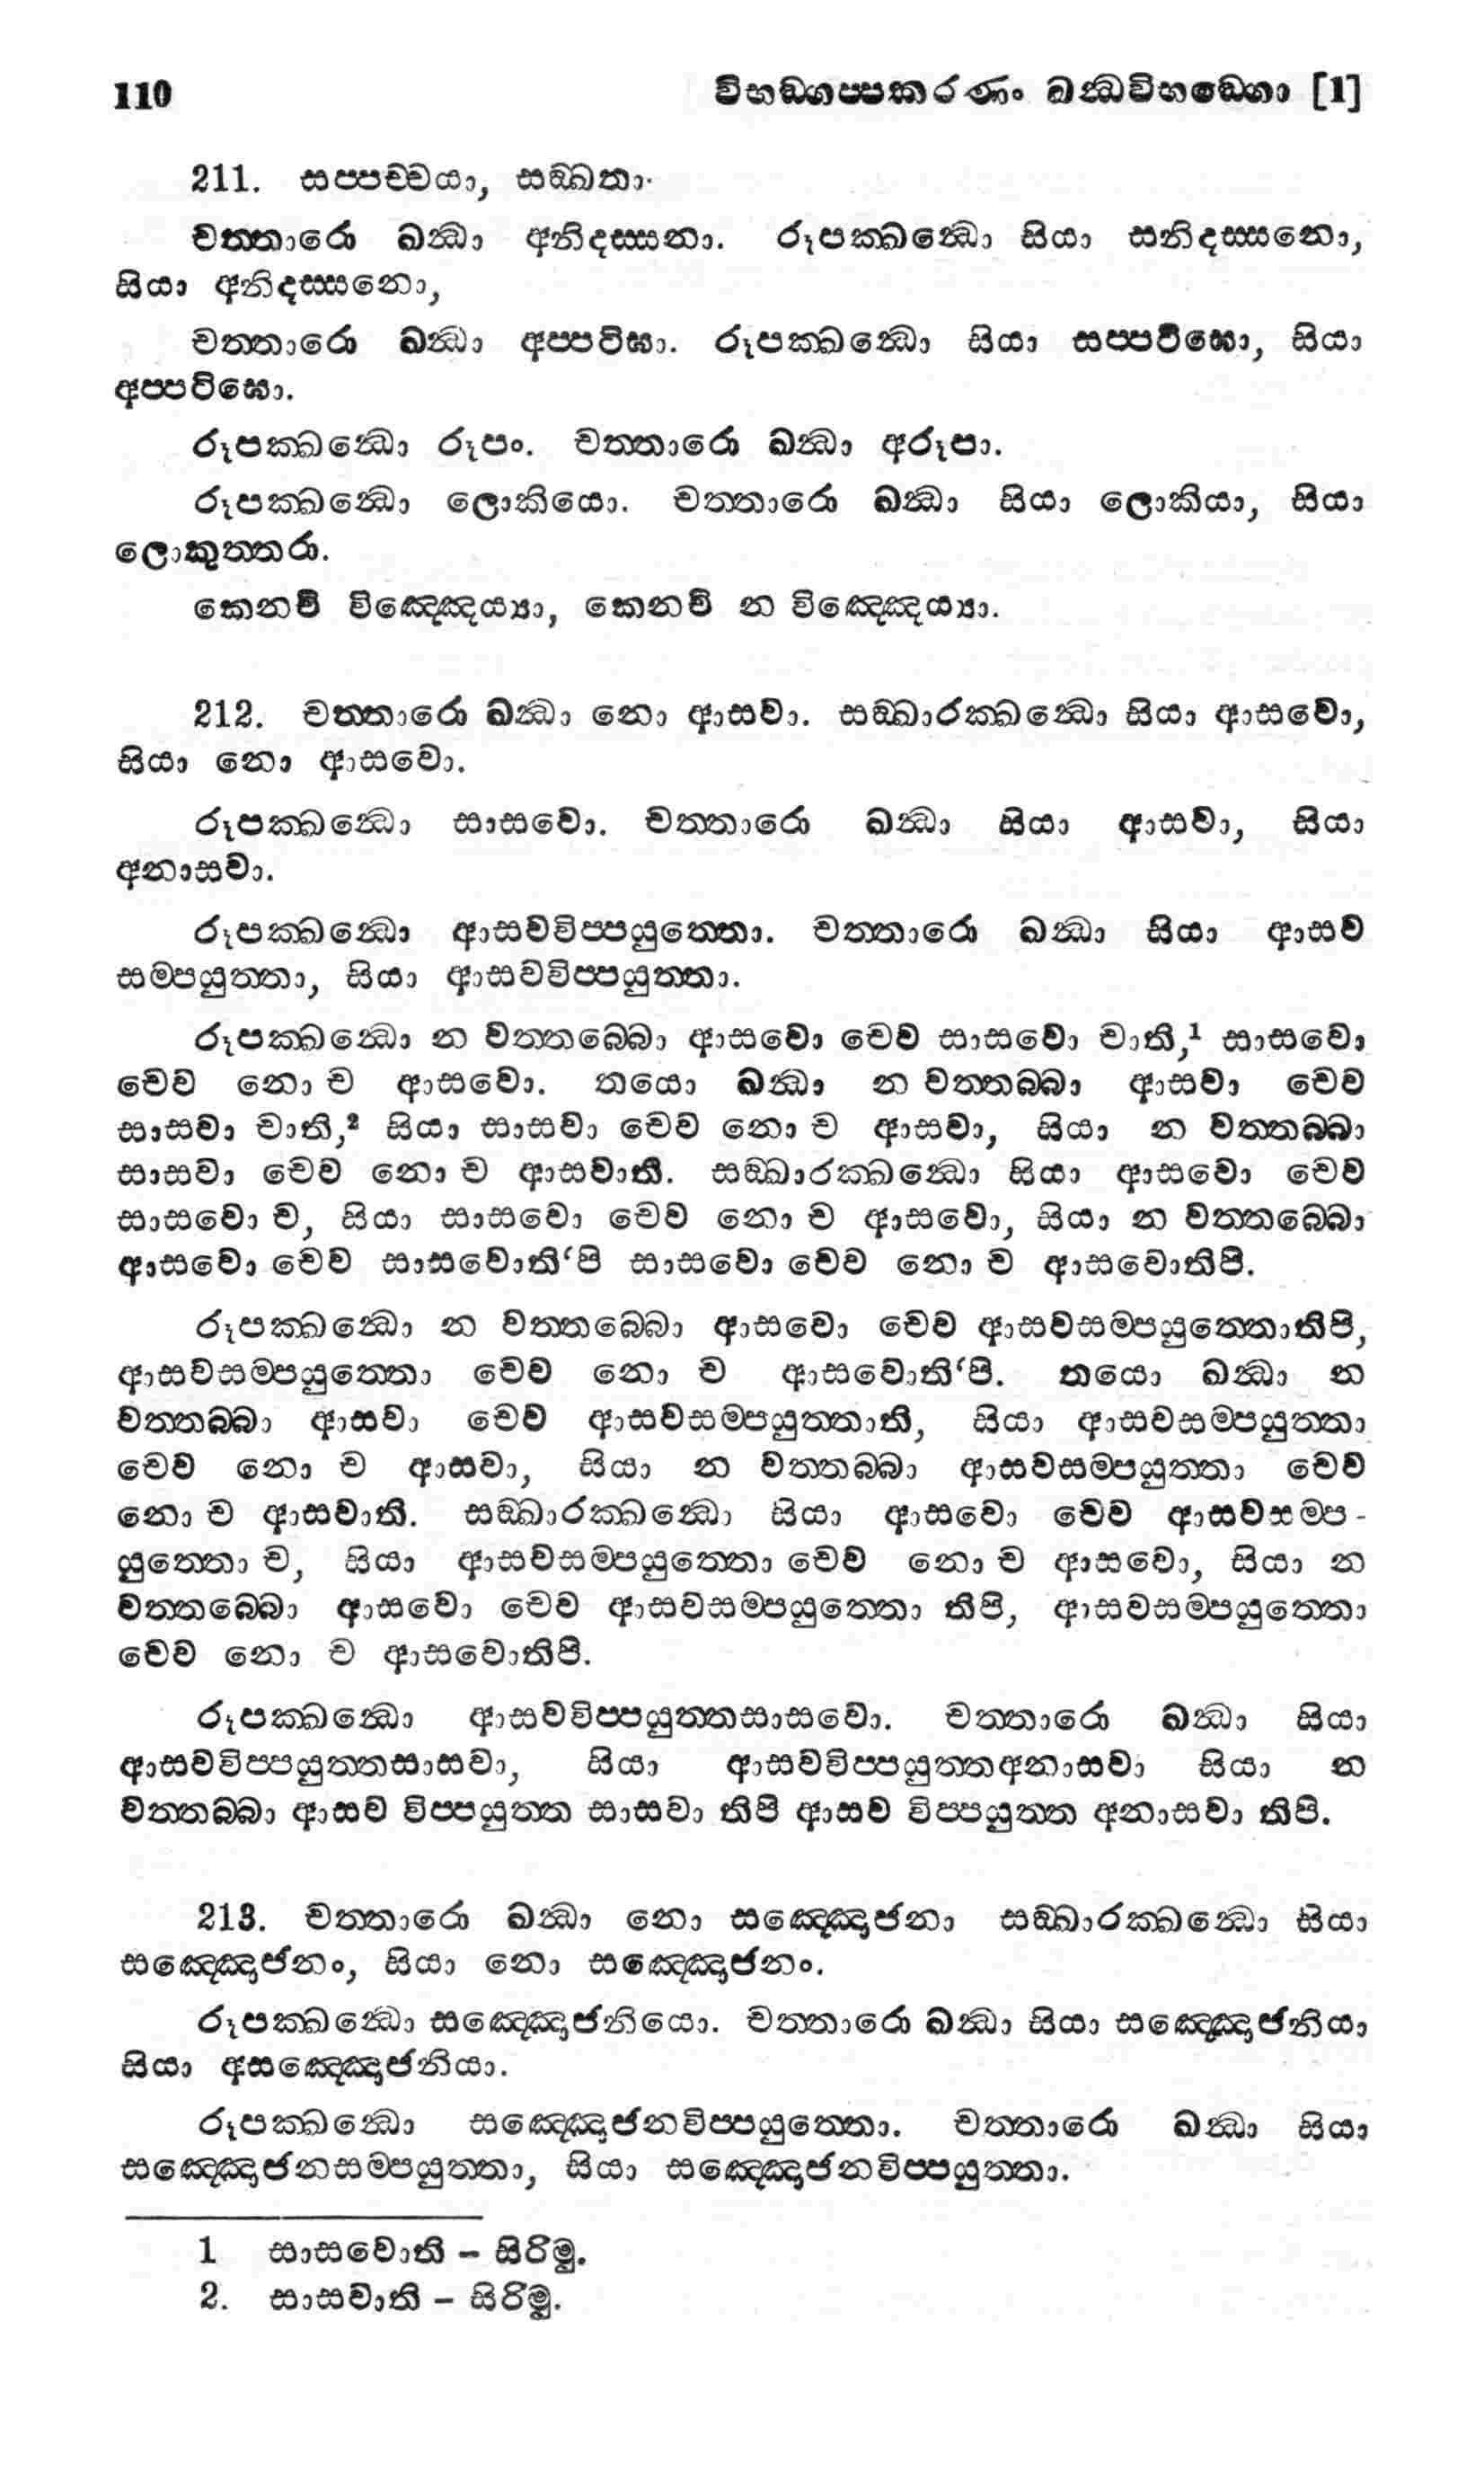 110 විභඞ්ගප්පකරණං ඛන්ධවිභඞ්ගො [1]
211. සප්පච්චයා, සඞ්ඛතා.
චත්තාරො ඛන්ධා අනිදස්සනා. රූපක්ඛන්ධො සියා සනිදස්සනො,
සියා අනිදස්සනො,
චත්තාරො ඛන්ධා අප්පටිඝා. රූපක්ඛන්ධො සියා සප්පටිඝො, සියා
අප්පටිඝො.
රූපක්ඛන්ධො රූපං. චත්තාරො ඛන්ධා අරූපා.
රූපක්ඛන්ධො ලොකියො. චත්තාරො ඛන්ධා සියා ලොකියා, සියා
ලොකුත්තරා.
කෙනචි විඤ්ඤෙය්‍යා, කෙනචි න විඤ්ඤෙය්‍යා.
212. චත්තාරො ඛන්ධා නො ආසවා. සඞ්ඛාරක්ඛන්ධො සියා ආසවො,
සියා නො ආසවො.
රූපක්ඛන්ධො සාසවො. චත්තාරො ඛන්ධා සියා ආසවා, සියා
අනාසවා.
රූපක්ඛන්ධො ආසවවිප්පයුත්තො. චත්තාරො ඛන්ධා සියා ආසව
සම්පයුත්තා, සියා ආසවවිප්පයුත්තා.
රූපක්ඛන්ධො න වත්තබ්බො ආසවො චෙව සාසවො චාති,¹ සාසවො
චෙව නො ච ආසවො. තයො ඛන්ධා න වත්තබ්බා ආසවා චෙව
සාසවා චාති,² සියා සාසවා චෙව නො ච ආසවා, සියා න වත්තබ්බා
සාසවා චෙව නො ච ආසවාති. සඞ්ඛාරක්ඛන්ධො සියා ආසවො චෙව
සාසවො ච, සියා සාසවො චෙව නො ච ආසවො, සියා න වත්තබ්බො
ආසවො චෙව සාසවොති‘පි සාසවො චෙව නො ච ආසවොතිපි.
රූපක්ඛන්ධො න වත්තබ්බො ආසවො චෙව ආසවසම්පයුත්තොතිපි,
ආසවසම්පයුත්තො චෙව නො ච ආසවොති‘පි. තයො ඛන්ධා න
වත්තබ්බා ආසවා චෙව ආසවසම්පයුත්තාති, සියා ආසවසම්පයුත්තා
චෙව නො ච ආසවා, සියා න වත්තබ්බා ආසවසම්පයුත්තා චෙව
නො ච ආසවාති. සඞ්ඛාරක්ඛන්ධො සියා ආසවො චෙව ආසවසම්ප-
යුත්තො ච, සියා ආසවසම්පයුත්තො චෙව නො ච ආසවො, සියා න
වත්තබ්බො ආසවො චෙව ආසවසම්පයුත්තො තිපි, ආසවසම්පයුත්තො
චෙව නො ච ආසවොතිපි.
රූපක්ඛන්ධො ආසවවිප්පයුත්තසාසවො. චත්තාරො ඛන්ධා සියා
ආසවවිප්පයුත්තසාසවා, සියා ආසවවිප්පයුත්තඅනාසවා සියා න
වත්තබ්බා ආසව විප්පයුත්ත සාසවා තිපි ආසව විප්පයුත්ත අනාසවා තිපි.
213. චත්තාරො ඛන්ධා නො සඤ්ඤොජනා සඞ්ඛාරක්ඛන්ධො සියා
සඤ්ඤොජනං, සියා නො සඤ්ඤොජනං.
රූපක්ඛන්ධො සඤ්ඤොජනියො. චත්තාරො ඛන්ධා සියා සඤ්ඤොජනියා
සියා අසඤ්ඤොජනියා.
රූපක්ඛන්ධො සඤ්ඤොජනවිප්පයුත්තො. චත්තාරො ඛන්ධා සියා
සඤ්ඤොජනසම්පයුත්තා, සියා සඤ්ඤොජනවිප්පයුත්තා.
1 සාසවොති – සිරිමු.
2. සාසවාති – සිරිමු.